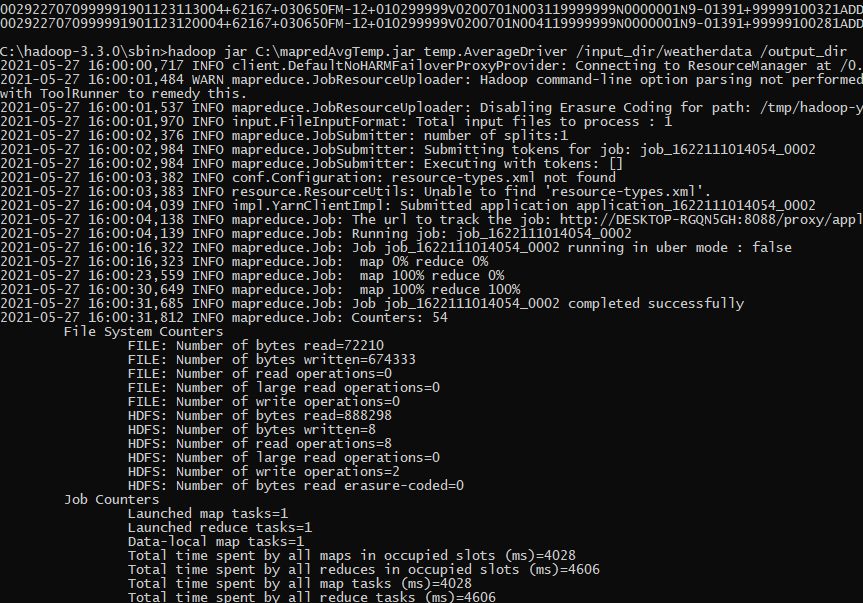 0029227070999991901123113004+62167+030650FM-12+010299999V0200701N003119999999N0000001N9-01391+99999100321ADD
0029227070999991901123120004+62167+030650FM-12+010299999V0200701N004119999999N0000001N9-01391+99999100281ADD
C:\hadoop-3.3.0\sbin>hadoop jar C:\mapredAvgTemp.jar temp.AverageDriver /input_dir/weatherdata /output_dir
2021-05-27 16:00:00,717 INFO client.DefaultNoHARMFailoverProxyProvider: Connecting to ResourceManager at /0.
2021-05-27 16:00:01,484 WARN mapreduce.JobResourceUploader: Hadoop command-line option parsing not performed
with ToolRunner to remedy this.
2021-05-27 16:00:01,537 INFO mapreduce.JobResourceUploader: Disabling Erasure Coding for path: /tmp/hadoop-y
2021-05-27 16:00:01,970 INFO input.FileInputFormat: Total input files to process : 1
2021-05-27 16:00:02,376 INFO mapreduce.JobSubmitter: number of splits:1
2021-05-27 16:00:02,984 INFO mapreduce.JobSubmitter: Submitting tokens for job: job_1622111014054_0002
2021-05-27 16:00:02,984 INFO mapreduce.JobSubmitter: Executing with tokens: []
2021-05-27 16:00:03,382 INFO conf.Configuration: resource-types.xml not found
2021-05-27 16:00:03,383 INFO resource.ResourceUtils: Unable to find 'resource-types.xml'.
2021-05-27 16:00:04,039 INFO impl.YarnClientImpl: Submitted application application_1622111014054_0002
2021-05-27 16:00:04,138 INFO mapreduce.Job: The url to track the job: http://DESKTOP-RGQN5GH:8088/proxy/appl
2021-05-27 16:00:04,139 INFO mapreduce.Job: Running job: job_1622111014054_0002
2021-05-27 16:00:16,322 INFO mapreduce.Job: Job job_1622111014054_0002 running in uber mode : false
2021-05-27 16:00:16,323 INFO mapreduce.Job:  map 0% reduce 0%
2021-05-27 16:00:23,559 INFO mapreduce.Job:  map 100% reduce 0%
2021-05-27 16:00:30,649 INFO mapreduce.Job:  map 100% reduce 100%
2021-05-27 16:00:31,685 INFO mapreduce.Job: Job job_1622111014054_0002 completed successfully
2021-05-27 16:00:31,812 INFO mapreduce.Job: Counters: 54
File System Counters
FILE: Number of bytes read=72210
FILE: Number of bytes written=674333
FILE: Number of read operations=0
FILE: Number of large read operations=0
FILE: Number of write operations=0
HDFS: Number of bytes read=888298
HDFS: Number of bytes written=8
HDFS: Number of read operations=8
HDFS: Number of large read operations=0
HDFS: Number of write operations=2
HDFS: Number of bytes read erasure-coded=0
Job Counters
Launched map tasks=1
Launched reduce tasks=1
Data-local map tasks=1
Total time spent by all maps in occupied slots (ms)=4028
Total time spent by all reduces in occupied slots (ms)=4606
Total time spent by all map tasks (ms)=4028
Total time spent by all reduce tasks (ms)=4606